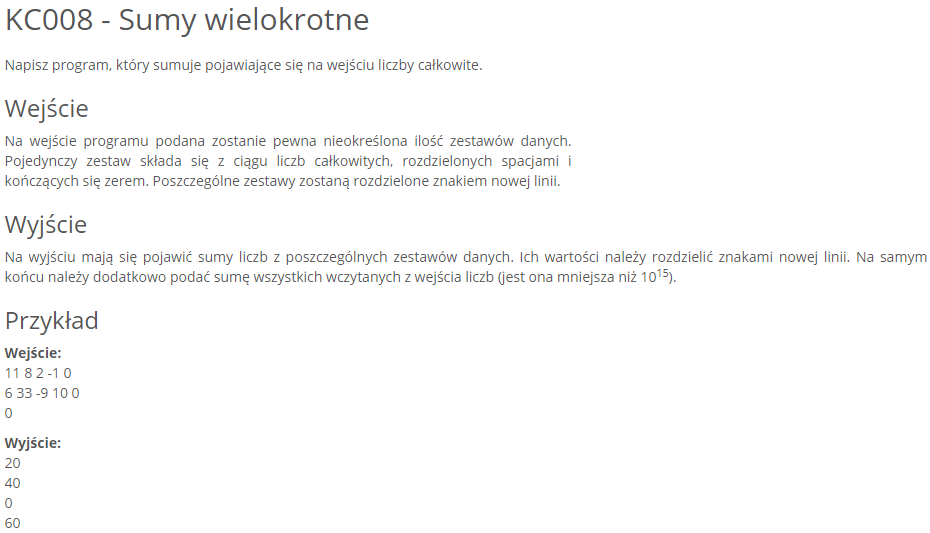 KC008 - Sumy wielokrotne
Napisz program, który sumuje pojawiające się na wejściu liczby całkowite.
Wejście
Na wejście programu podana zostanie pewna nieokreślona ilość zestawów danych.
Pojedynczy zestaw składa się z ciągu liczb całkowitych, rozdzielonych spacjami i
kończących się zerem. Poszczególne zestawy zostaną rozdzielone znakiem nowej linii.
Wyjście
Na wyjściu mają się pojawić sumy liczb z poszczególnych zestawów danych. Ich wartości należy rozdzielić znakami nowej linii. Na samym
końcu należy dodatkowo podać sumę wszystkich wczytanych z wejścia liczb (jest ona mniejsza niż 10¹⁵).
Przykład
Wejście:
11 8 2 -1 0
6 33 -9 10 0
0
Wyjście:
20
40
0
60